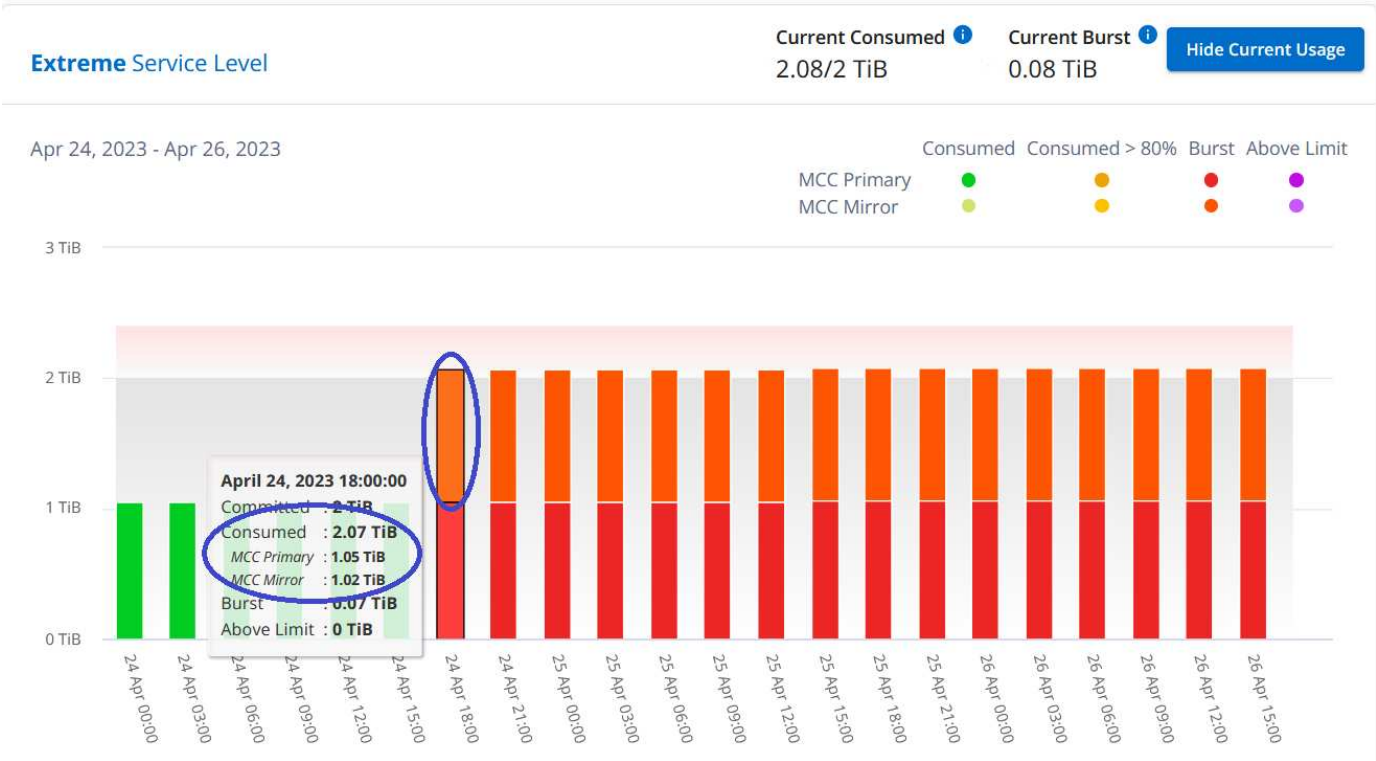 Extreme Service Level
Current Consumed
2.08/2 TiB
Current Burst
0.08 TiB
Hide Current Usage
Apr 24, 2023 - Apr 26, 2023
Consumed Consumed > 80% Burst Above Limit
MCC Primary
MCC Mirror
3 TiB
2 TiB
1 TiB
0 TiB
April 24, 2023 18:00:00
Committed : 2 TiB
Consumed : 2.07 TiB
MCC Primary : 1.05 TiB
MCC Mirror : 1.02 TiB
Burst : 0.07 TiB
Above Limit : 0 TiB
24 Apr 00:00
24 Apr 03:00
24 Apr 06:00
24 Apr 09:00
24 Apr 12:00
24 Apr 15:00
24 Apr 18:00
24 Apr 21:00
25 Apr 00:00
25 Apr 03:00
25 Apr 06:00
25 Apr 09:00
25 Apr 12:00
25 Apr 15:00
25 Apr 18:00
25 Apr 21:00
26 Apr 00:00
26 Apr 03:00
26 Apr 06:00
26 Apr 09:00
26 Apr 12:00
26 Apr 15:00